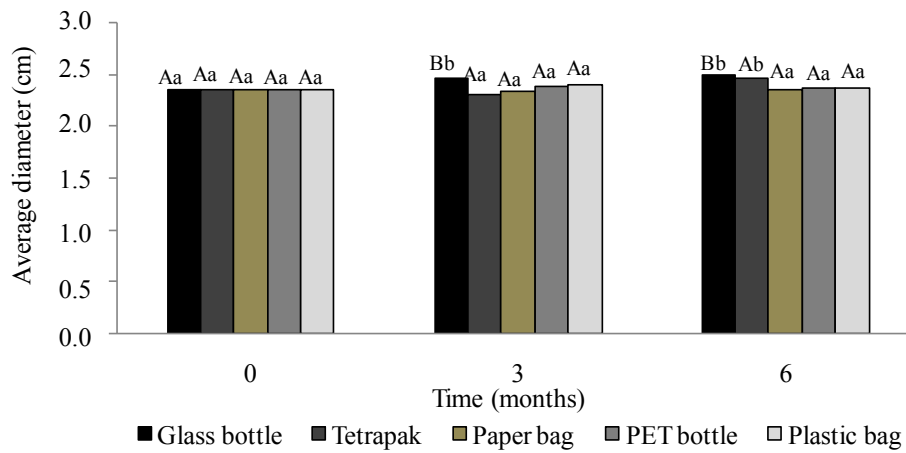 3.0
2.5
2.0
1.5
1.0
0.5
0.0
Average diameter (cm)
Aa Aa Aa Aa Aa
Bb Aa Aa Aa Aa
Bb Ab Aa Aa Aa
0 3 6
Time (months)
Glass bottle Tetrapak Paper bag PET bottle Plastic bag